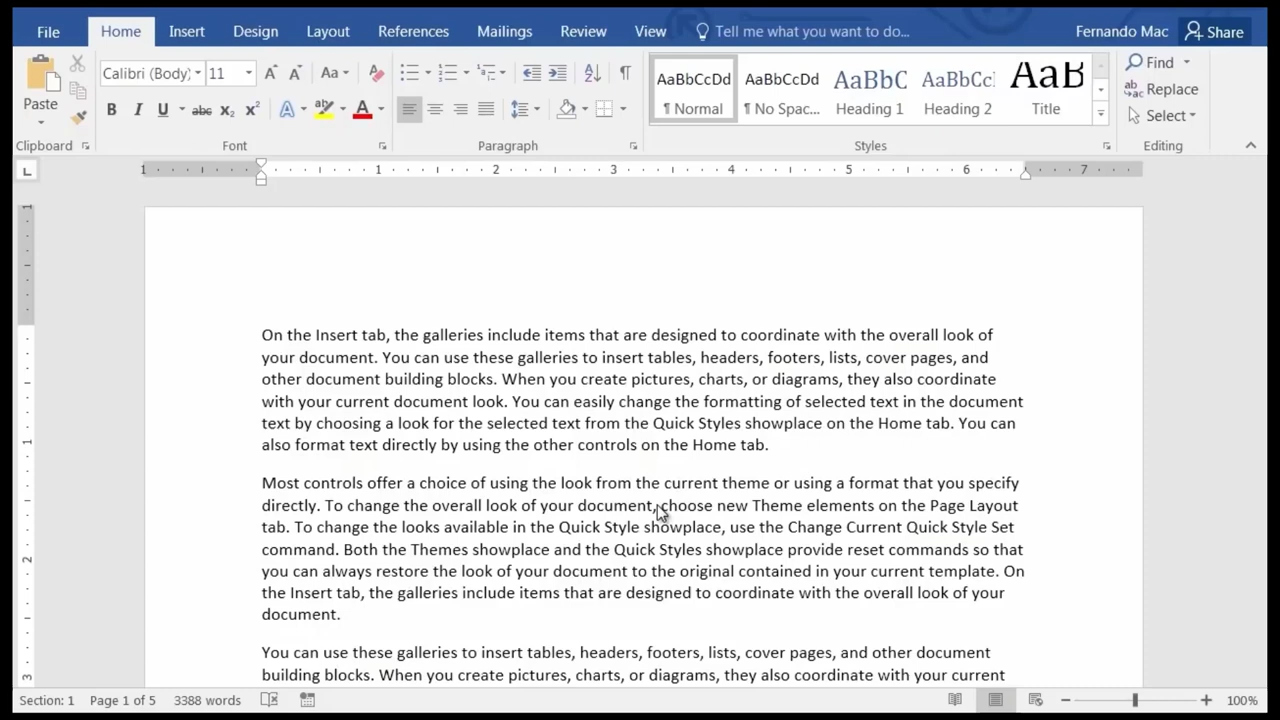 File Home Insert Design Layout References Mailings Review View Tell me what you want to do... Fernando Mac Share
Calibri (Body) 11 Aa AaBbCcDd AaBbCcDd AaBbC AaBbCcI AaB Find
Paste B I U abc x₂ x² A A ¶ Normal ¶ No Spac... Heading 1 Heading 2 Title Replace
Select
Clipboard Font Paragraph Styles Editing
1 1 2 3 4 5 6 7
On the Insert tab, the galleries include items that are designed to coordinate with the overall look of
your document. You can use these galleries to insert tables, headers, footers, lists, cover pages, and
other document building blocks. When you create pictures, charts, or diagrams, they also coordinate
with your current document look. You can easily change the formatting of selected text in the document
text by choosing a look for the selected text from the Quick Styles showplace on the Home tab. You can
also format text directly by using the other controls on the Home tab.
Most controls offer a choice of using the look from the current theme or using a format that you specify
directly. To change the overall look of your document, choose new Theme elements on the Page Layout
tab. To change the looks available in the Quick Style showplace, use the Change Current Quick Style Set
command. Both the Themes showplace and the Quick Styles showplace provide reset commands so that
you can always restore the look of your document to the original contained in your current template. On
the Insert tab, the galleries include items that are designed to coordinate with the overall look of your
document.
You can use these galleries to insert tables, headers, footers, lists, cover pages, and other document
building blocks. When you create pictures, charts, or diagrams, they also coordinate with your current
Section: 1 Page 1 of 5 3388 words 100%